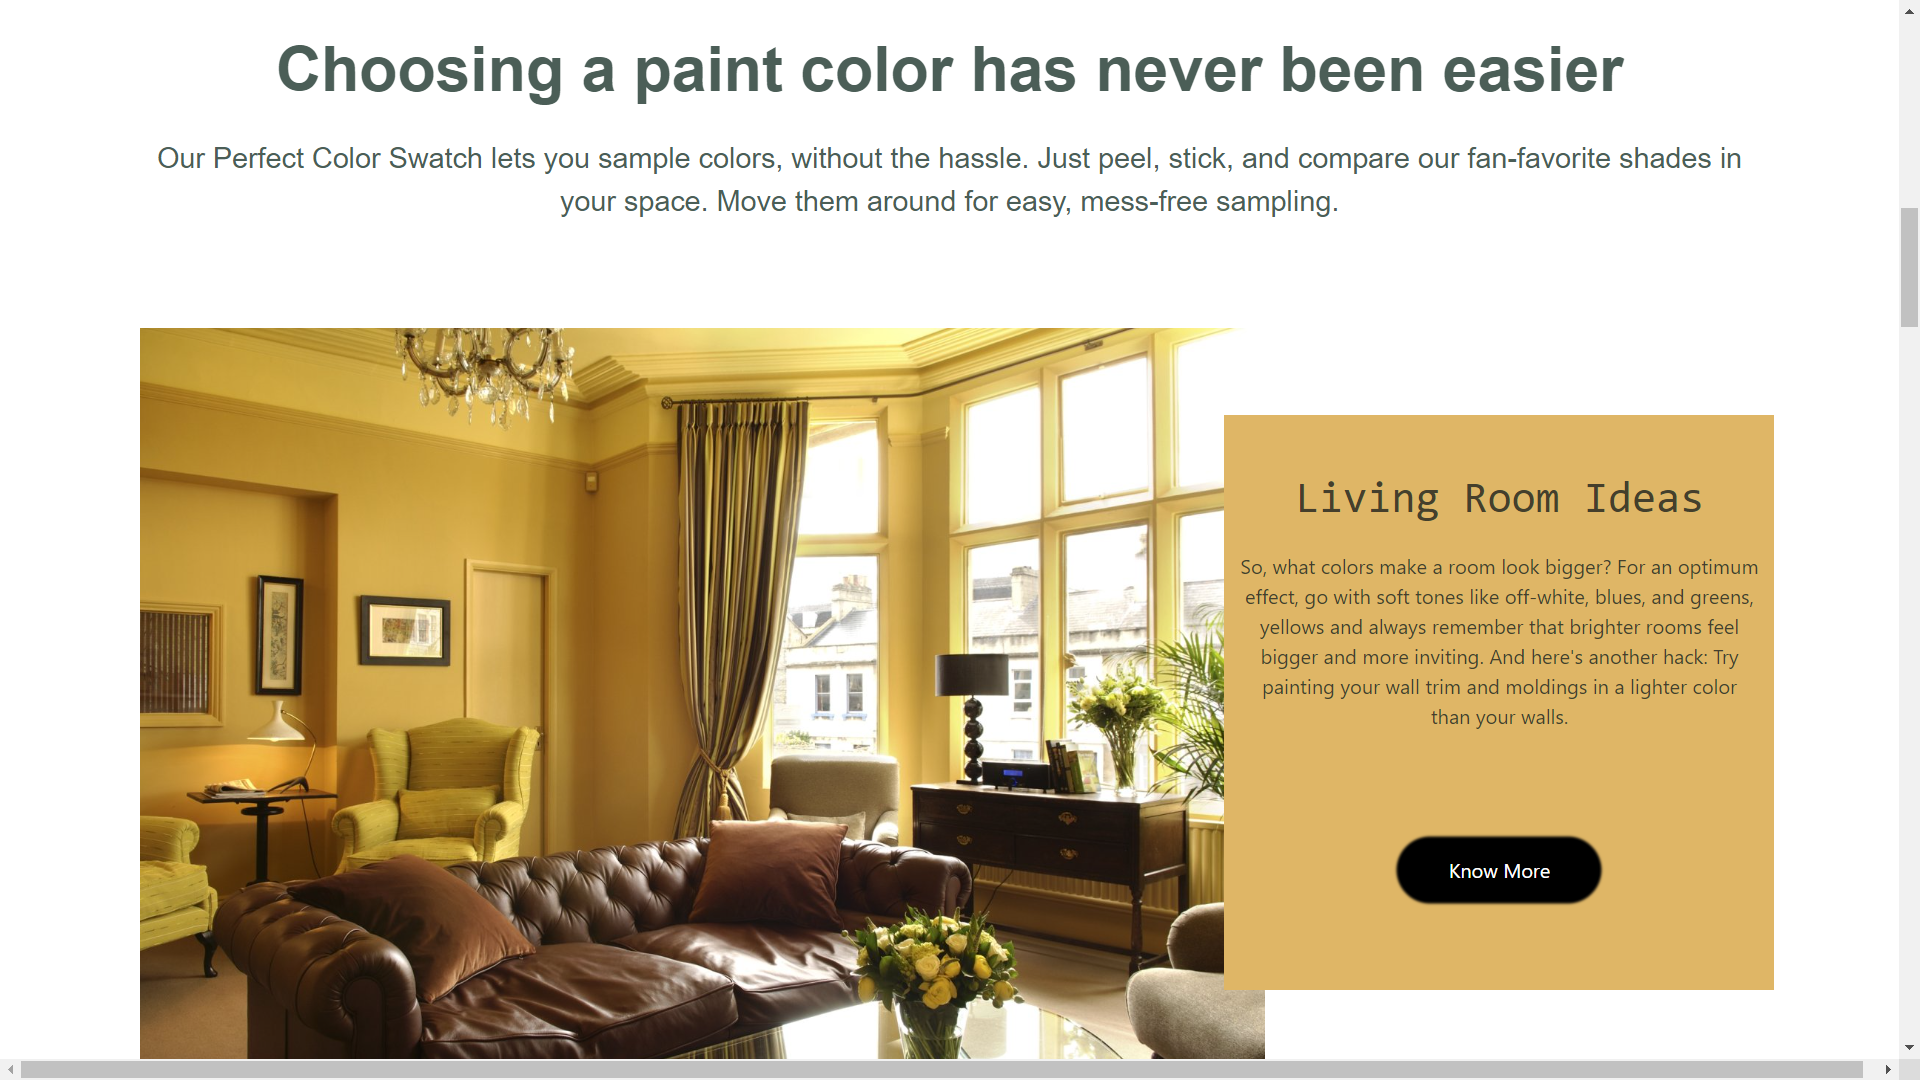 Choosing a paint color has never been easier
Our Perfect Color Swatch lets you sample colors, without the hassle. Just peel, stick, and compare our fan-favorite shades in
your space. Move them around for easy, mess-free sampling.
Living Room Ideas
So, what colors make a room look bigger? For an optimum
effect, go with soft tones like off-white, blues, and greens,
yellows and always remember that brighter rooms feel
bigger and more inviting. And here's another hack: Try
painting your wall trim and moldings in a lighter color
than your walls.
Know More